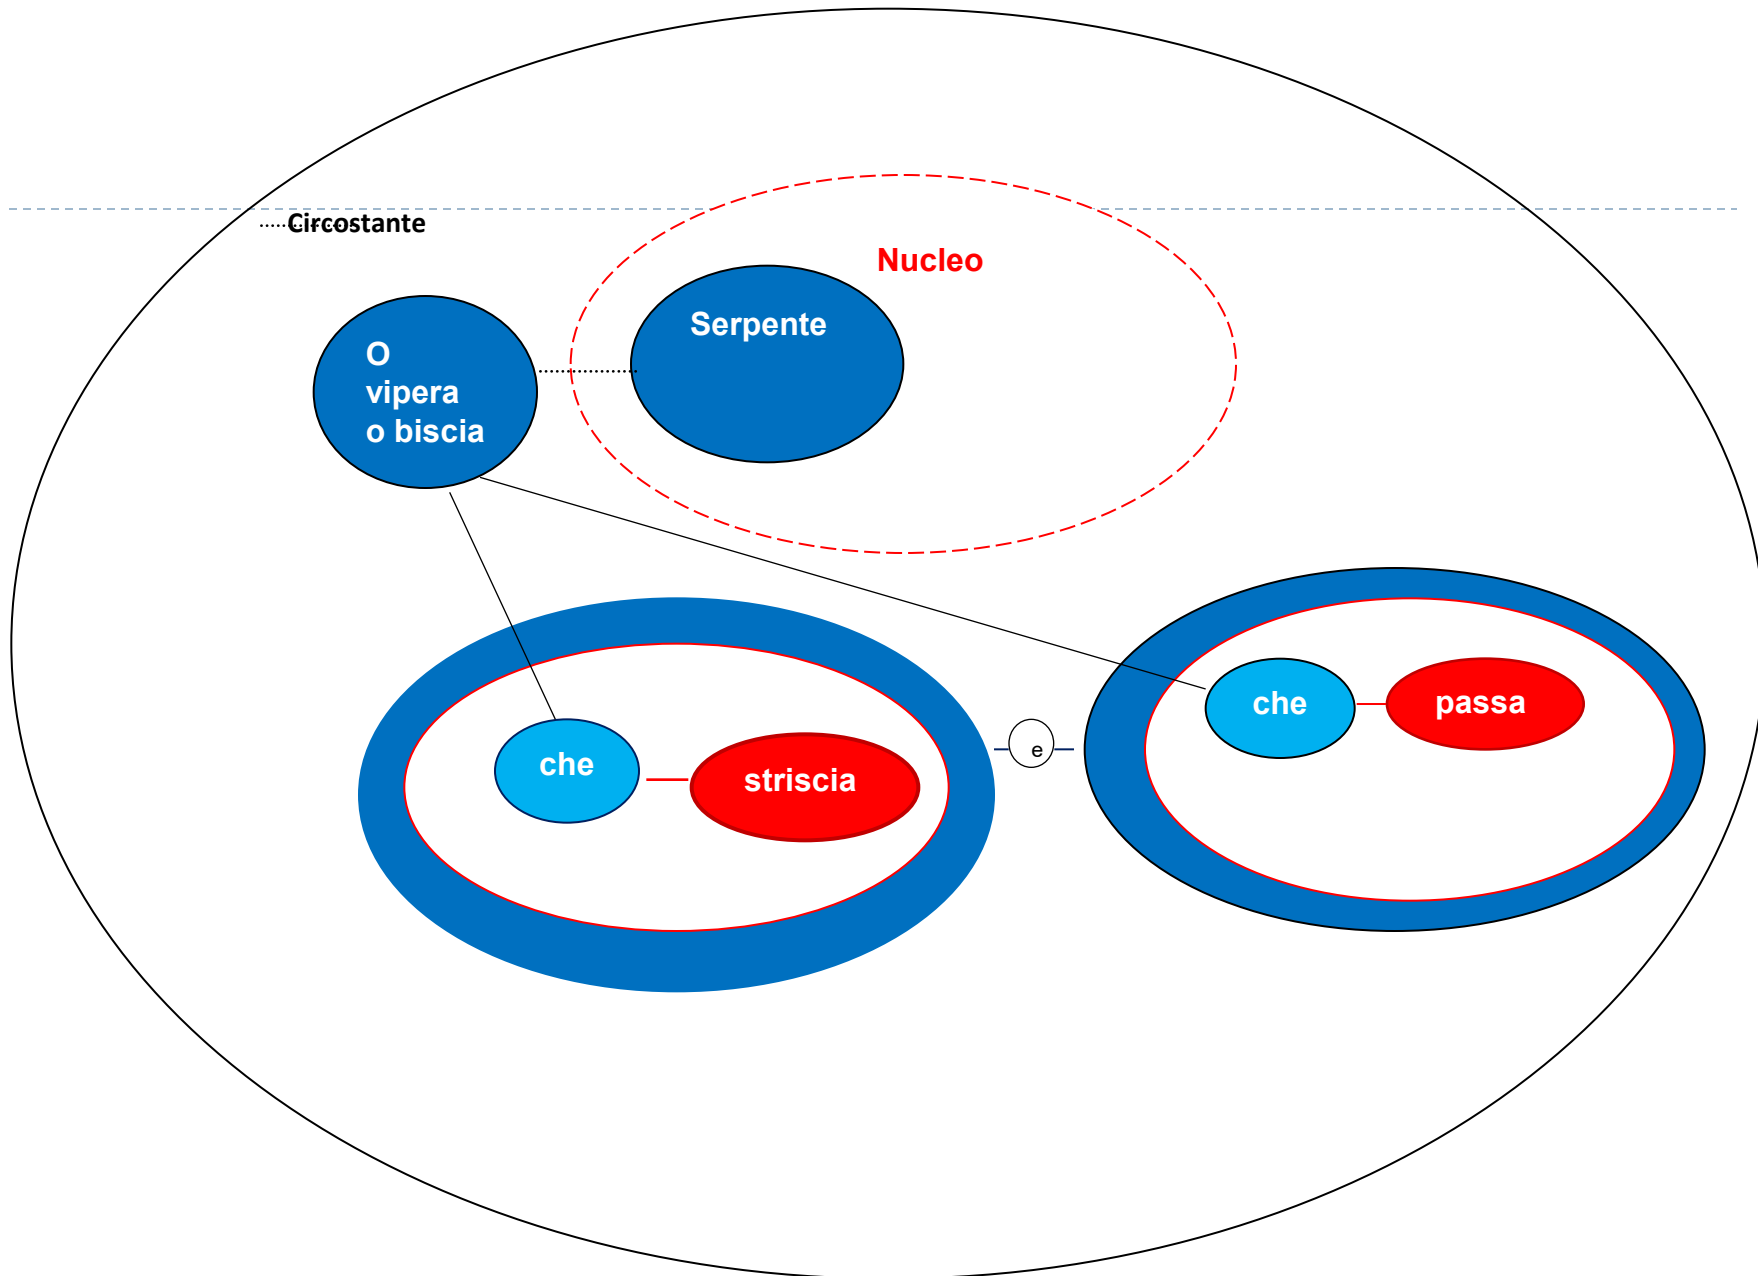 Circostante
Nucleo
Serpente
O
vipera
o biscia
che
passa
che
striscia
e